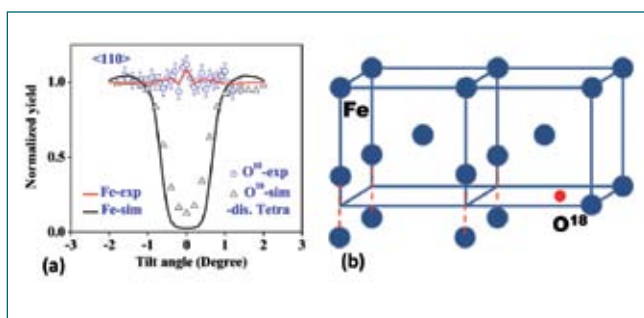 <110>
Normalized yield
1.0
0.5
0.0
O¹⁸-exp
Fe-exp
O¹⁸-sim
Fe-sim
-dis. Tetra
-3 -2 -1 0 1 2 3
Tilt angle (Degree)
(a)
Fe
O¹⁸
(b)